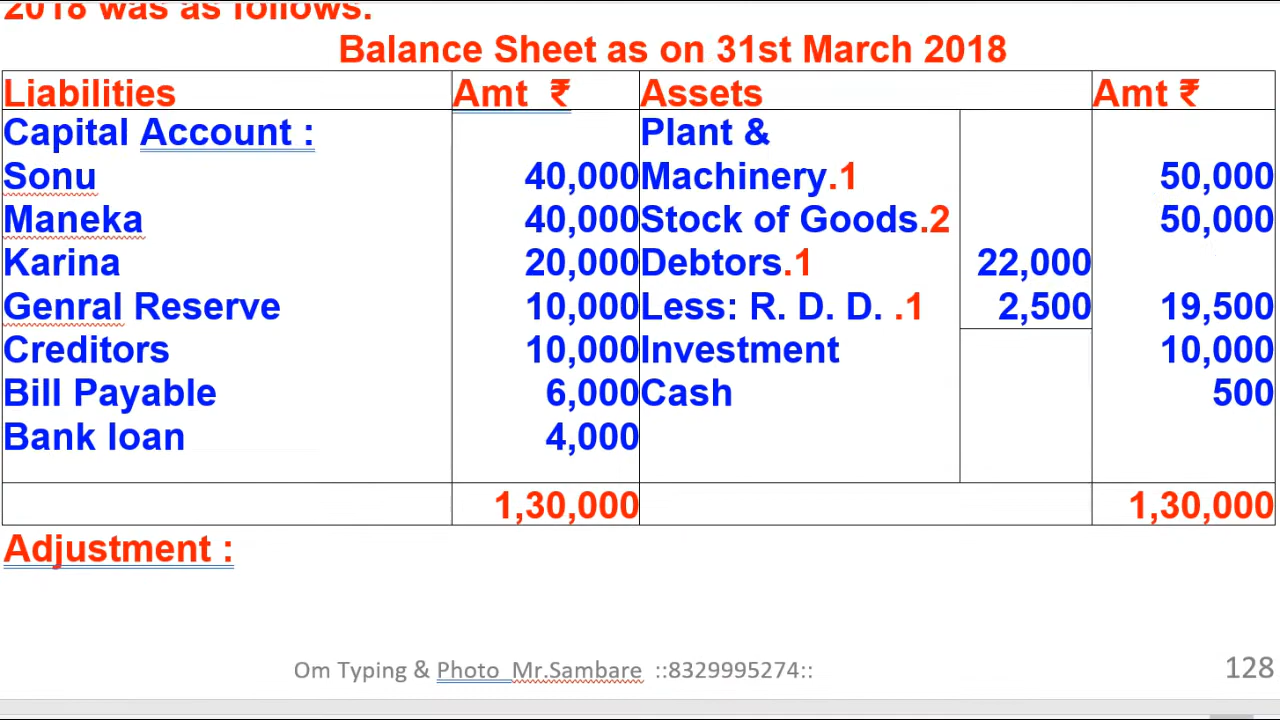 2018 was as follows.
Balance Sheet as on 31st March 2018
Liabilities Amt ₹ Assets Amt ₹
Capital Account : Plant &
Sonu 40,000 Machinery.1 50,000
Maneka 40,000 Stock of Goods.2 50,000
Karina 20,000 Debtors.1 22,000
Genral Reserve 10,000 Less: R. D. D. .1 2,500 19,500
Creditors 10,000 Investment 10,000
Bill Payable 6,000 Cash 500
Bank loan 4,000
1,30,000 1,30,000
Adjustment :
Om Typing & Photo Mr.Sambare ::8329995274:: 128